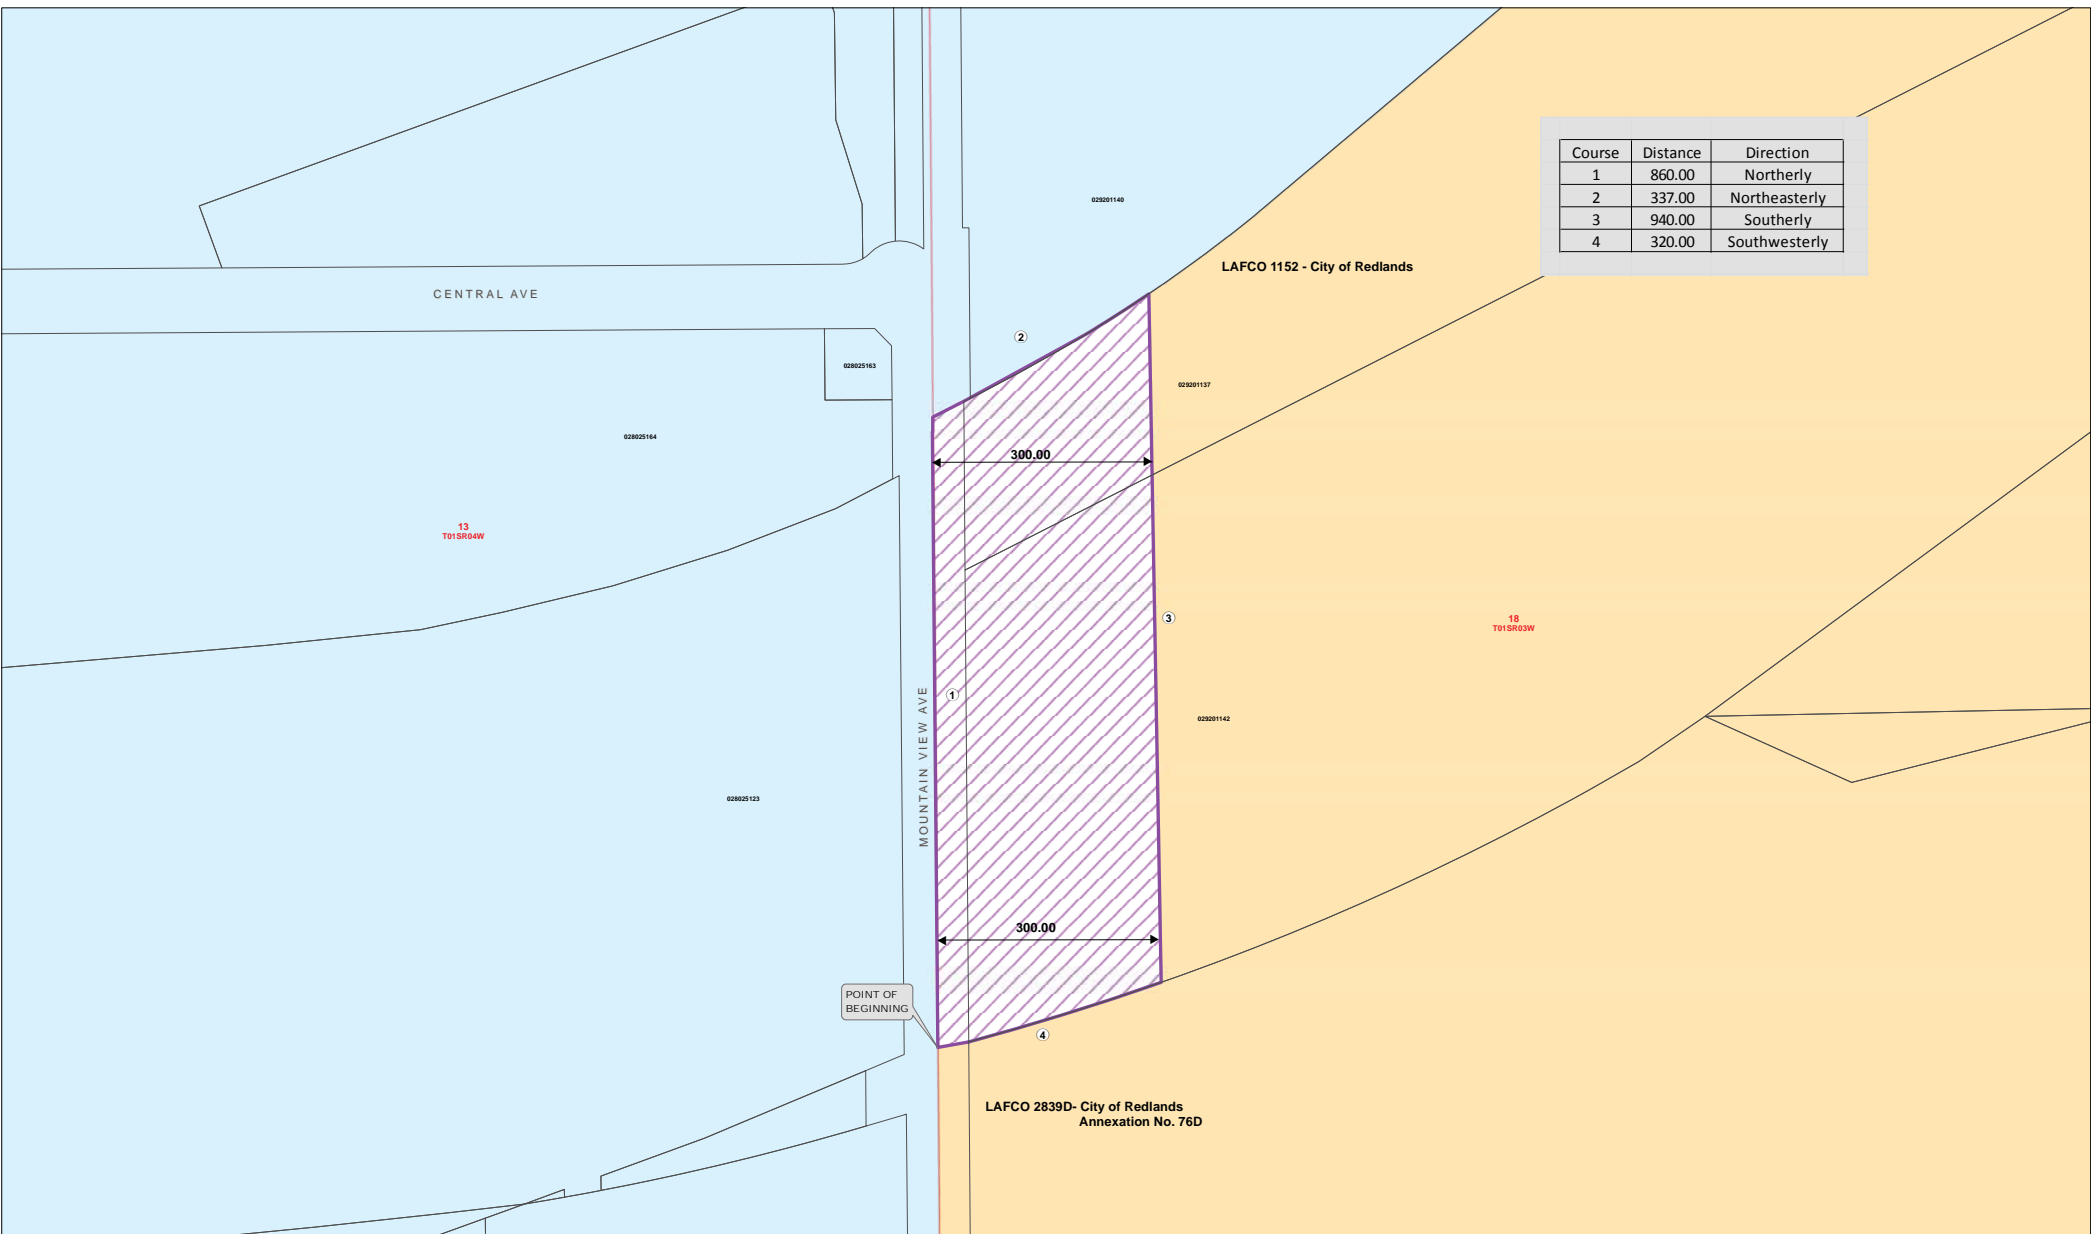 Course Distance Direction
1 860.00 Northerly
2 337.00 Northeasterly
3 940.00 Southerly
4 320.00 Southwesterly
029201140
LAFCO 1152 - City of Redlands
CENTRAL AVE
2
028025163
029201137
028025164
300.00
13
T01SR04W
3
18
T01SR03W
1
MOUNTAIN VIEW AVE
029201142
028025123
300.00
POINT OF
BEGINNING
4
LAFCO 2839D- City of Redlands
Annexation No. 76D